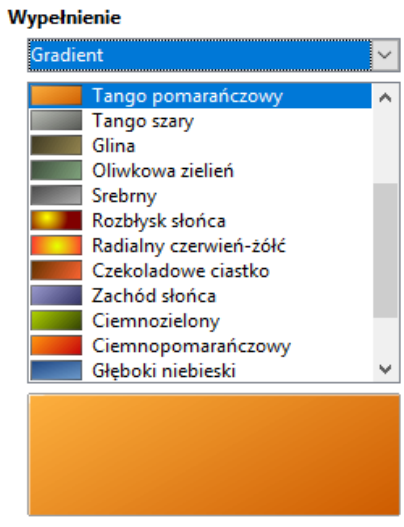 Wypełnienie
Gradient
Tango pomarańczowy
Tango szary
Glina
Oliwkowa zieleń
Srebrny
Rozbłysk słońca
Radialny czerwień-żółć
Czekoladowe ciastko
Zachód słońca
Ciemnozielony
Ciemnopomarańczowy
Głęboki niebieski